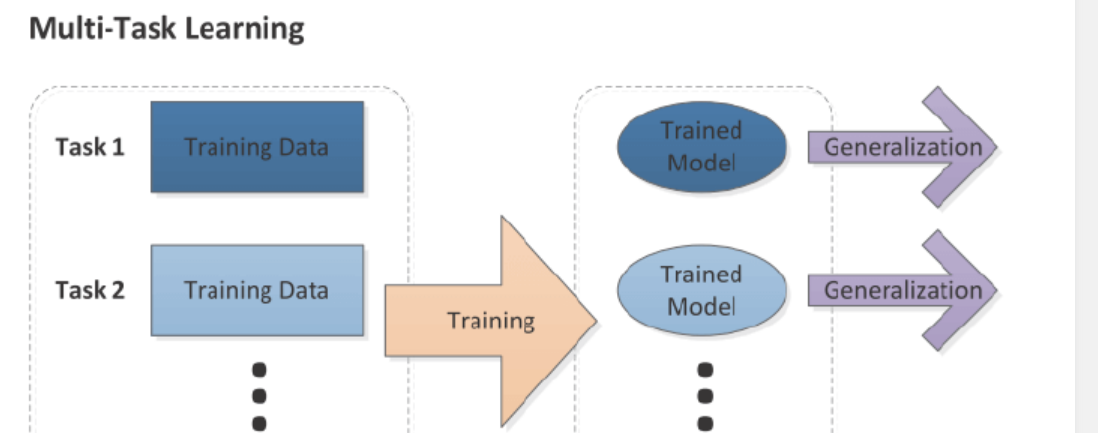 Multi-Task Learning
Task 1
Training Data
Trained
Model
Generalization
Task 2
Training Data
Training
Trained
Model
Generalization